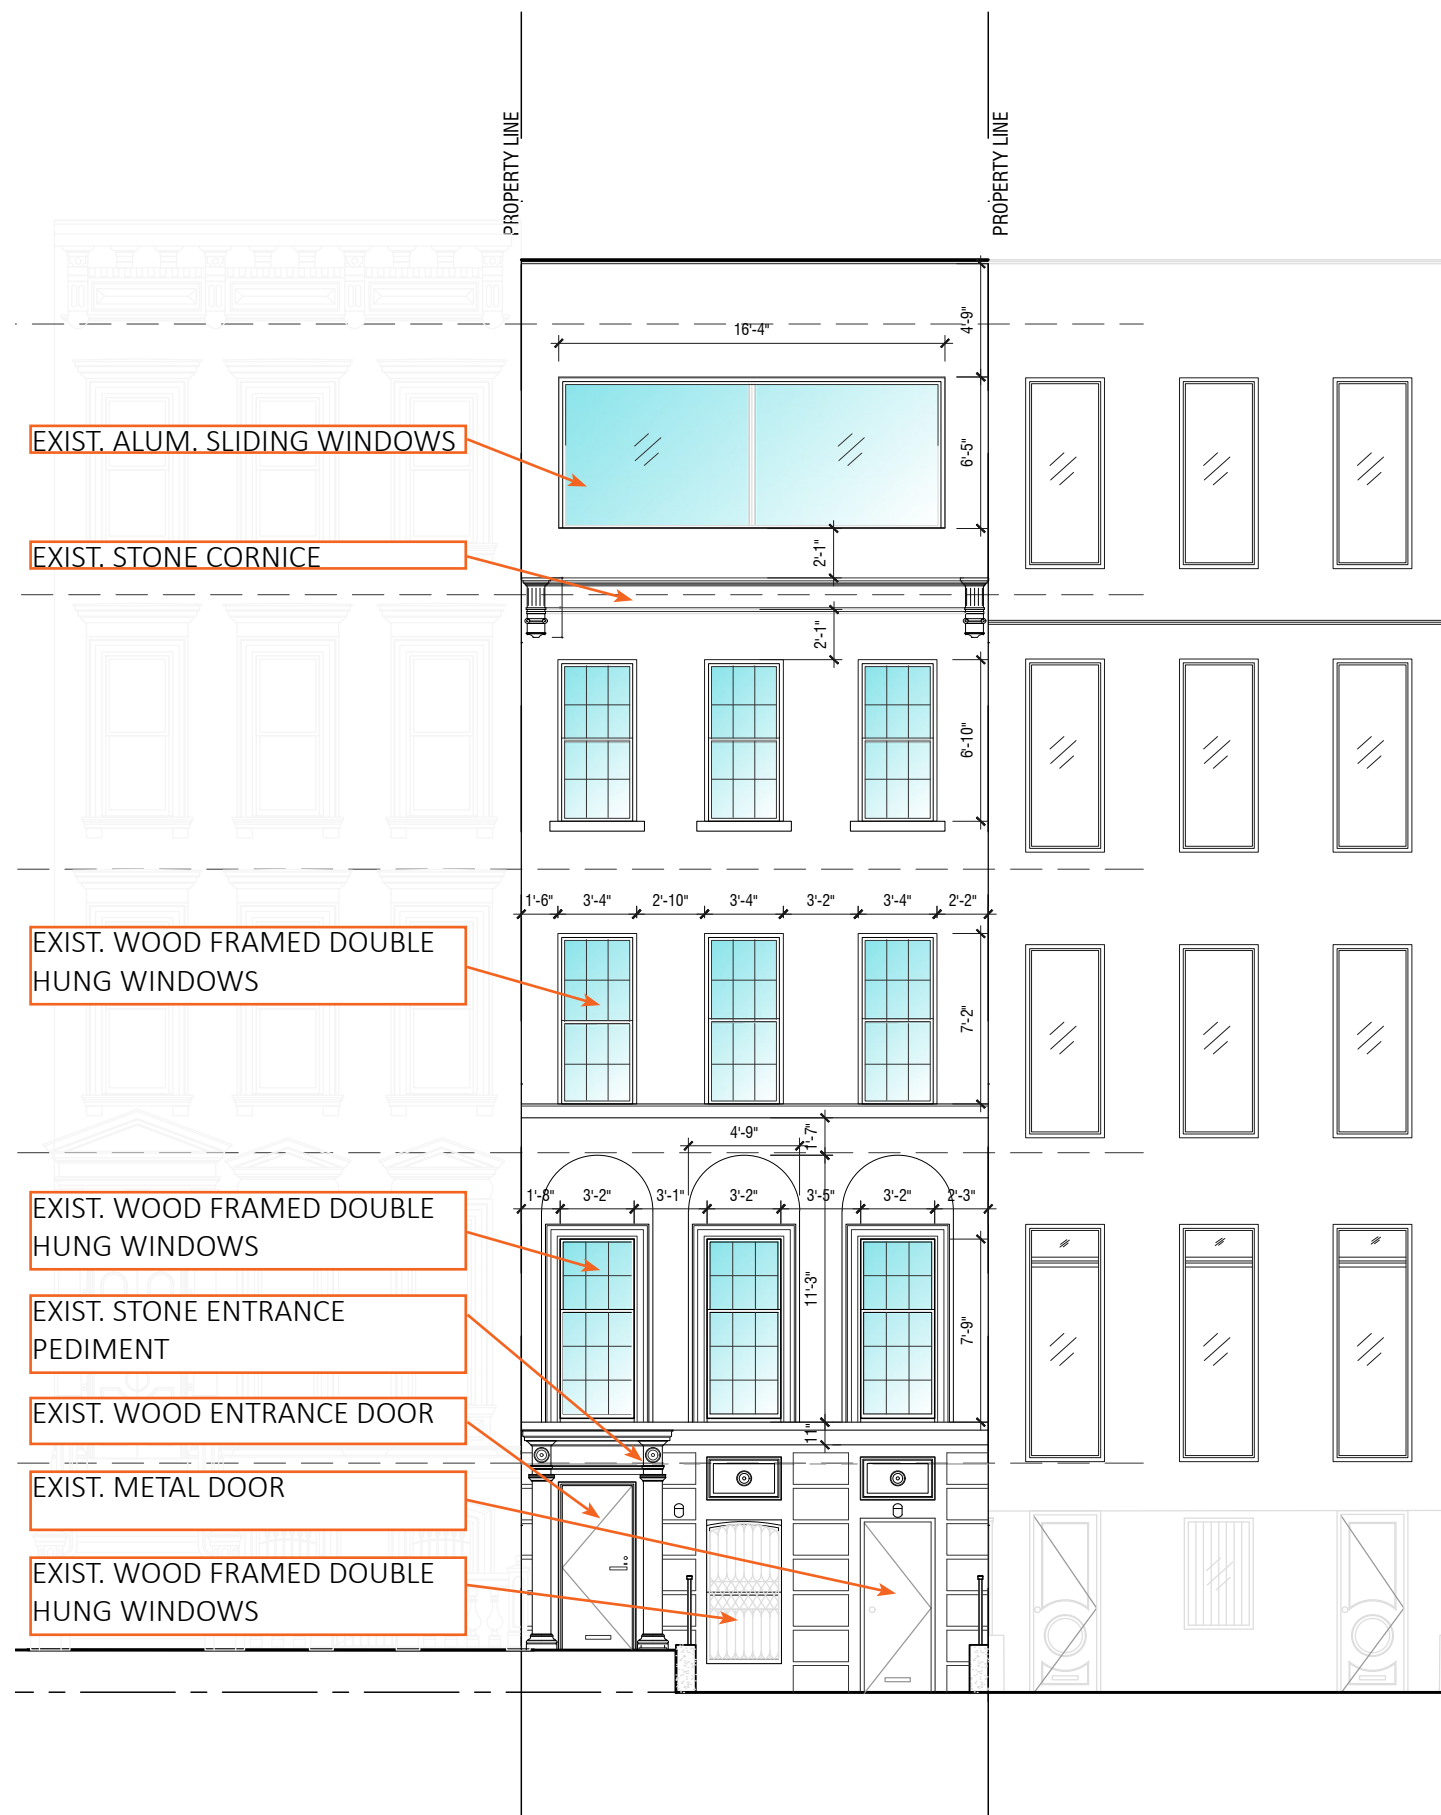 PROPERTY LINE
PROPERTY LINE
4'-9"
16'-4"
EXIST. ALUM. SLIDING WINDOWS
6'-5"
2'-1"
EXIST. STONE CORNICE
2'-1"
6'-10"
1'-6" 3'-4" 2'-10" 3'-4" 3'-2" 3'-4" 2'-2"
EXIST. WOOD FRAMED DOUBLE
HUNG WINDOWS
7'-2"
4'-9"
1'-7"
1'-8" 3'-2" 3'-1" 3'-2" 3'-5" 3'-2" 2'-3"
EXIST. WOOD FRAMED DOUBLE
HUNG WINDOWS
11'-3"
7'-9"
EXIST. STONE ENTRANCE
PEDIMENT
EXIST. WOOD ENTRANCE DOOR
11"
EXIST. METAL DOOR
EXIST. WOOD FRAMED DOUBLE
HUNG WINDOWS